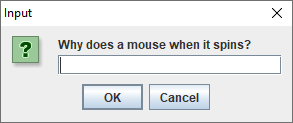 Input
Why does a mouse when it spins?
OK
Cancel